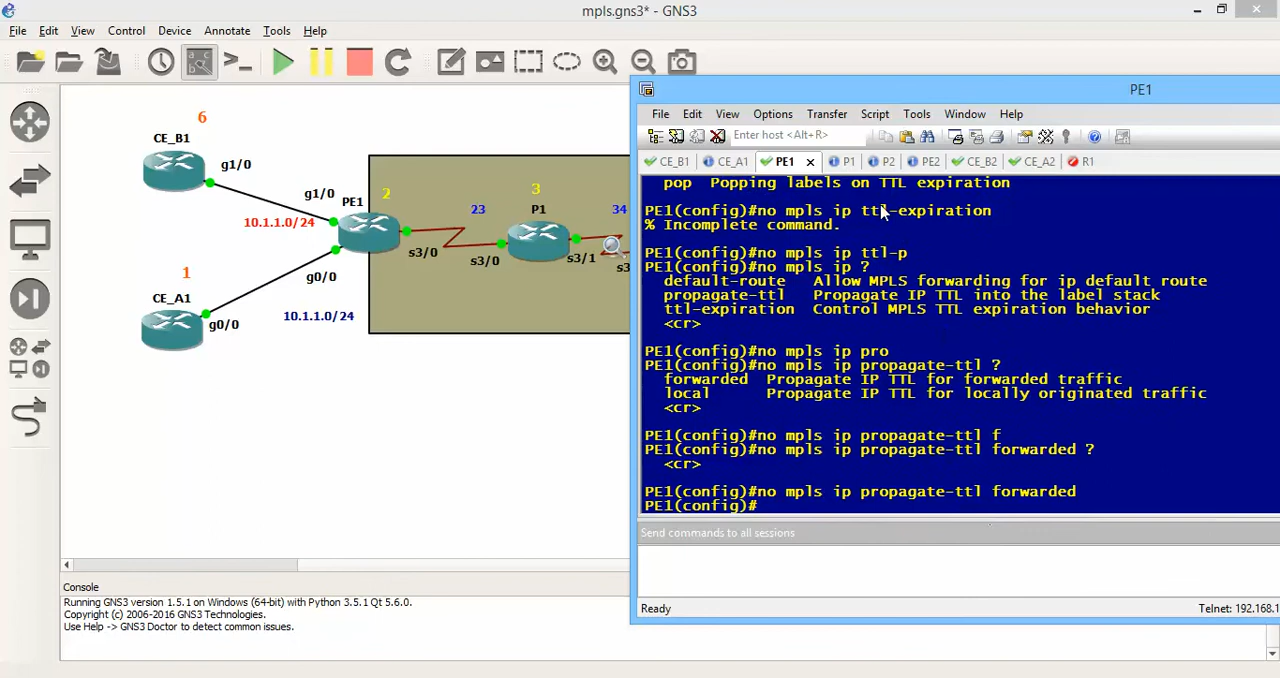 mpls.gns3* - GNS3
File Edit View Control Device Annotate Tools Help
6
CE_B1
g1/0
g1/0
PE1
2
10.1.1.0/24
s3/0
g0/0
1
CE_A1
g0/0
10.1.1.0/24
23
3
P1
34
s3/0
s3/1
s3
Console
Running GNS3 version 1.5.1 on Windows (64-bit) with Python 3.5.1 Qt 5.6.0.
Copyright (c) 2006-2016 GNS3 Technologies.
Use Help -> GNS3 Doctor to detect common issues.
PE1
File Edit View Options Transfer Script Tools Window Help
Enter host <Alt+R>
CE_B1 CE_A1 PE1 x P1 P2 PE2 CE_B2 CE_A2 R1
pop Popping labels on TTL expiration
PE1(config)#no mpls ip ttl-expiration
% Incomplete command.
PE1(config)#no mpls ip ttl-p
PE1(config)#no mpls ip ?
default-route Allow MPLS forwarding for ip default route
propagate-ttl Propagate IP TTL into the label stack
ttl-expiration Control MPLS TTL expiration behavior
<cr>
PE1(config)#no mpls ip pro
PE1(config)#no mpls ip propagate-ttl ?
forwarded Propagate IP TTL for forwarded traffic
local Propagate IP TTL for locally originated traffic
<cr>
PE1(config)#no mpls ip propagate-ttl f
PE1(config)#no mpls ip propagate-ttl forwarded ?
<cr>
PE1(config)#no mpls ip propagate-ttl forwarded
PE1(config)#
Send commands to all sessions
Ready
Telnet: 192.168.1